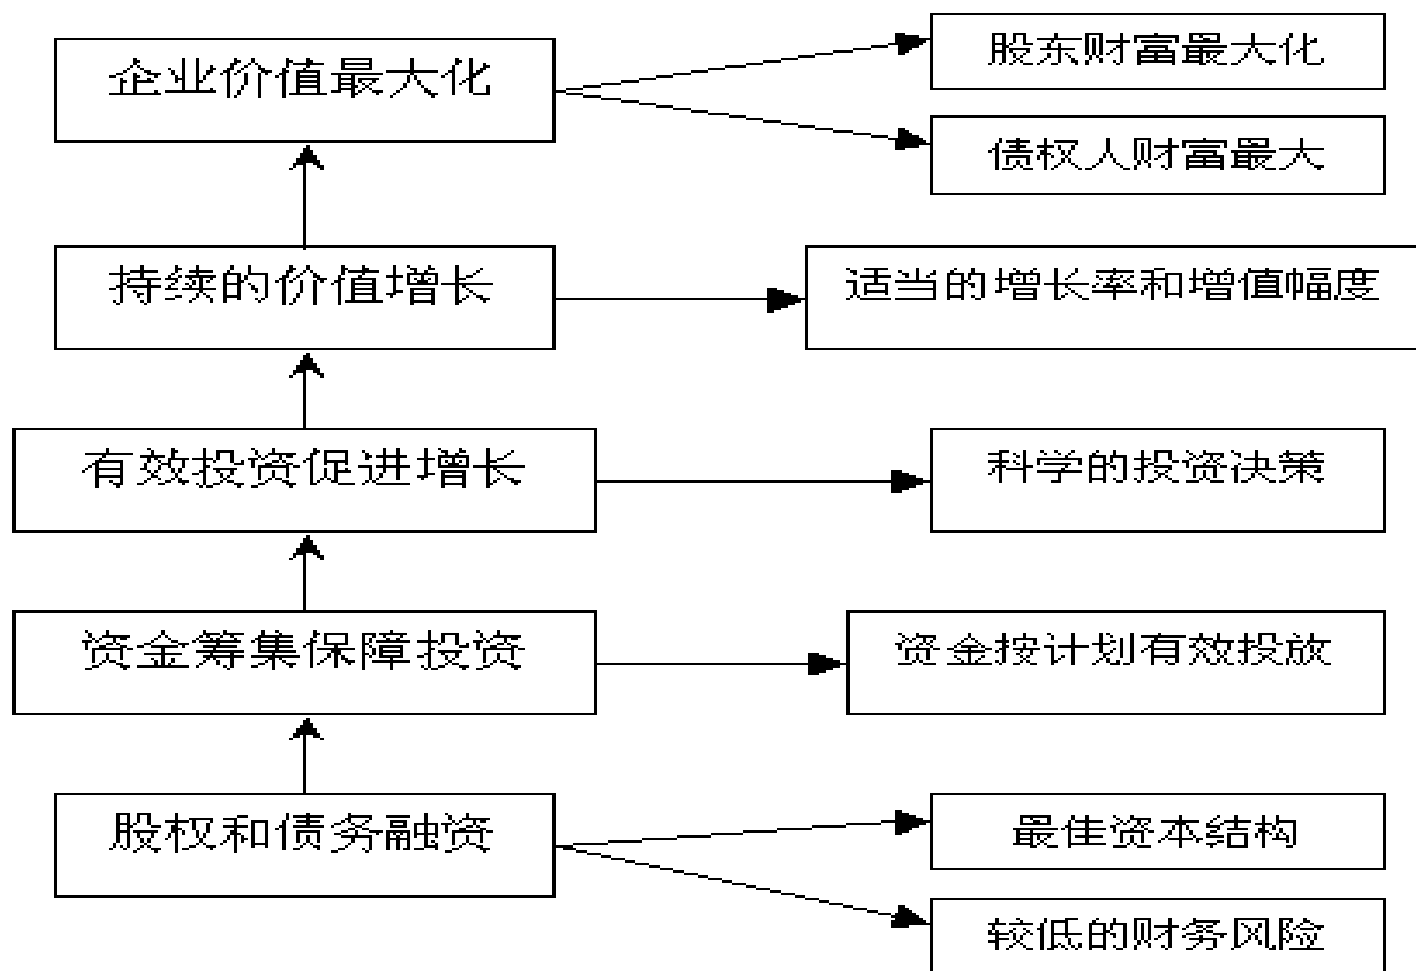 企业价值最大化
股东财富最大化
债权人财富最大
持续的价值增长
适当的增长率和增值幅度
有效投资促进增长
科学的投资决策
资金筹集保障投资
资金按计划有效投放
股权和债务融资
最佳资本结构
较低的财务风险